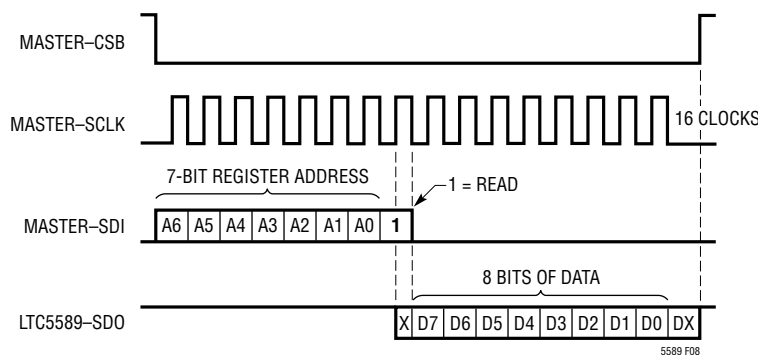 MASTER–CSB
MASTER–SCLK
16 CLOCKS
7-BIT REGISTER ADDRESS
1 = READ
MASTER–SDI
A6 A5 A4 A3 A2 A1 A0 1
8 BITS OF DATA
LTC5589–SDO
X D7 D6 D5 D4 D3 D2 D1 D0 DX
5589 F08